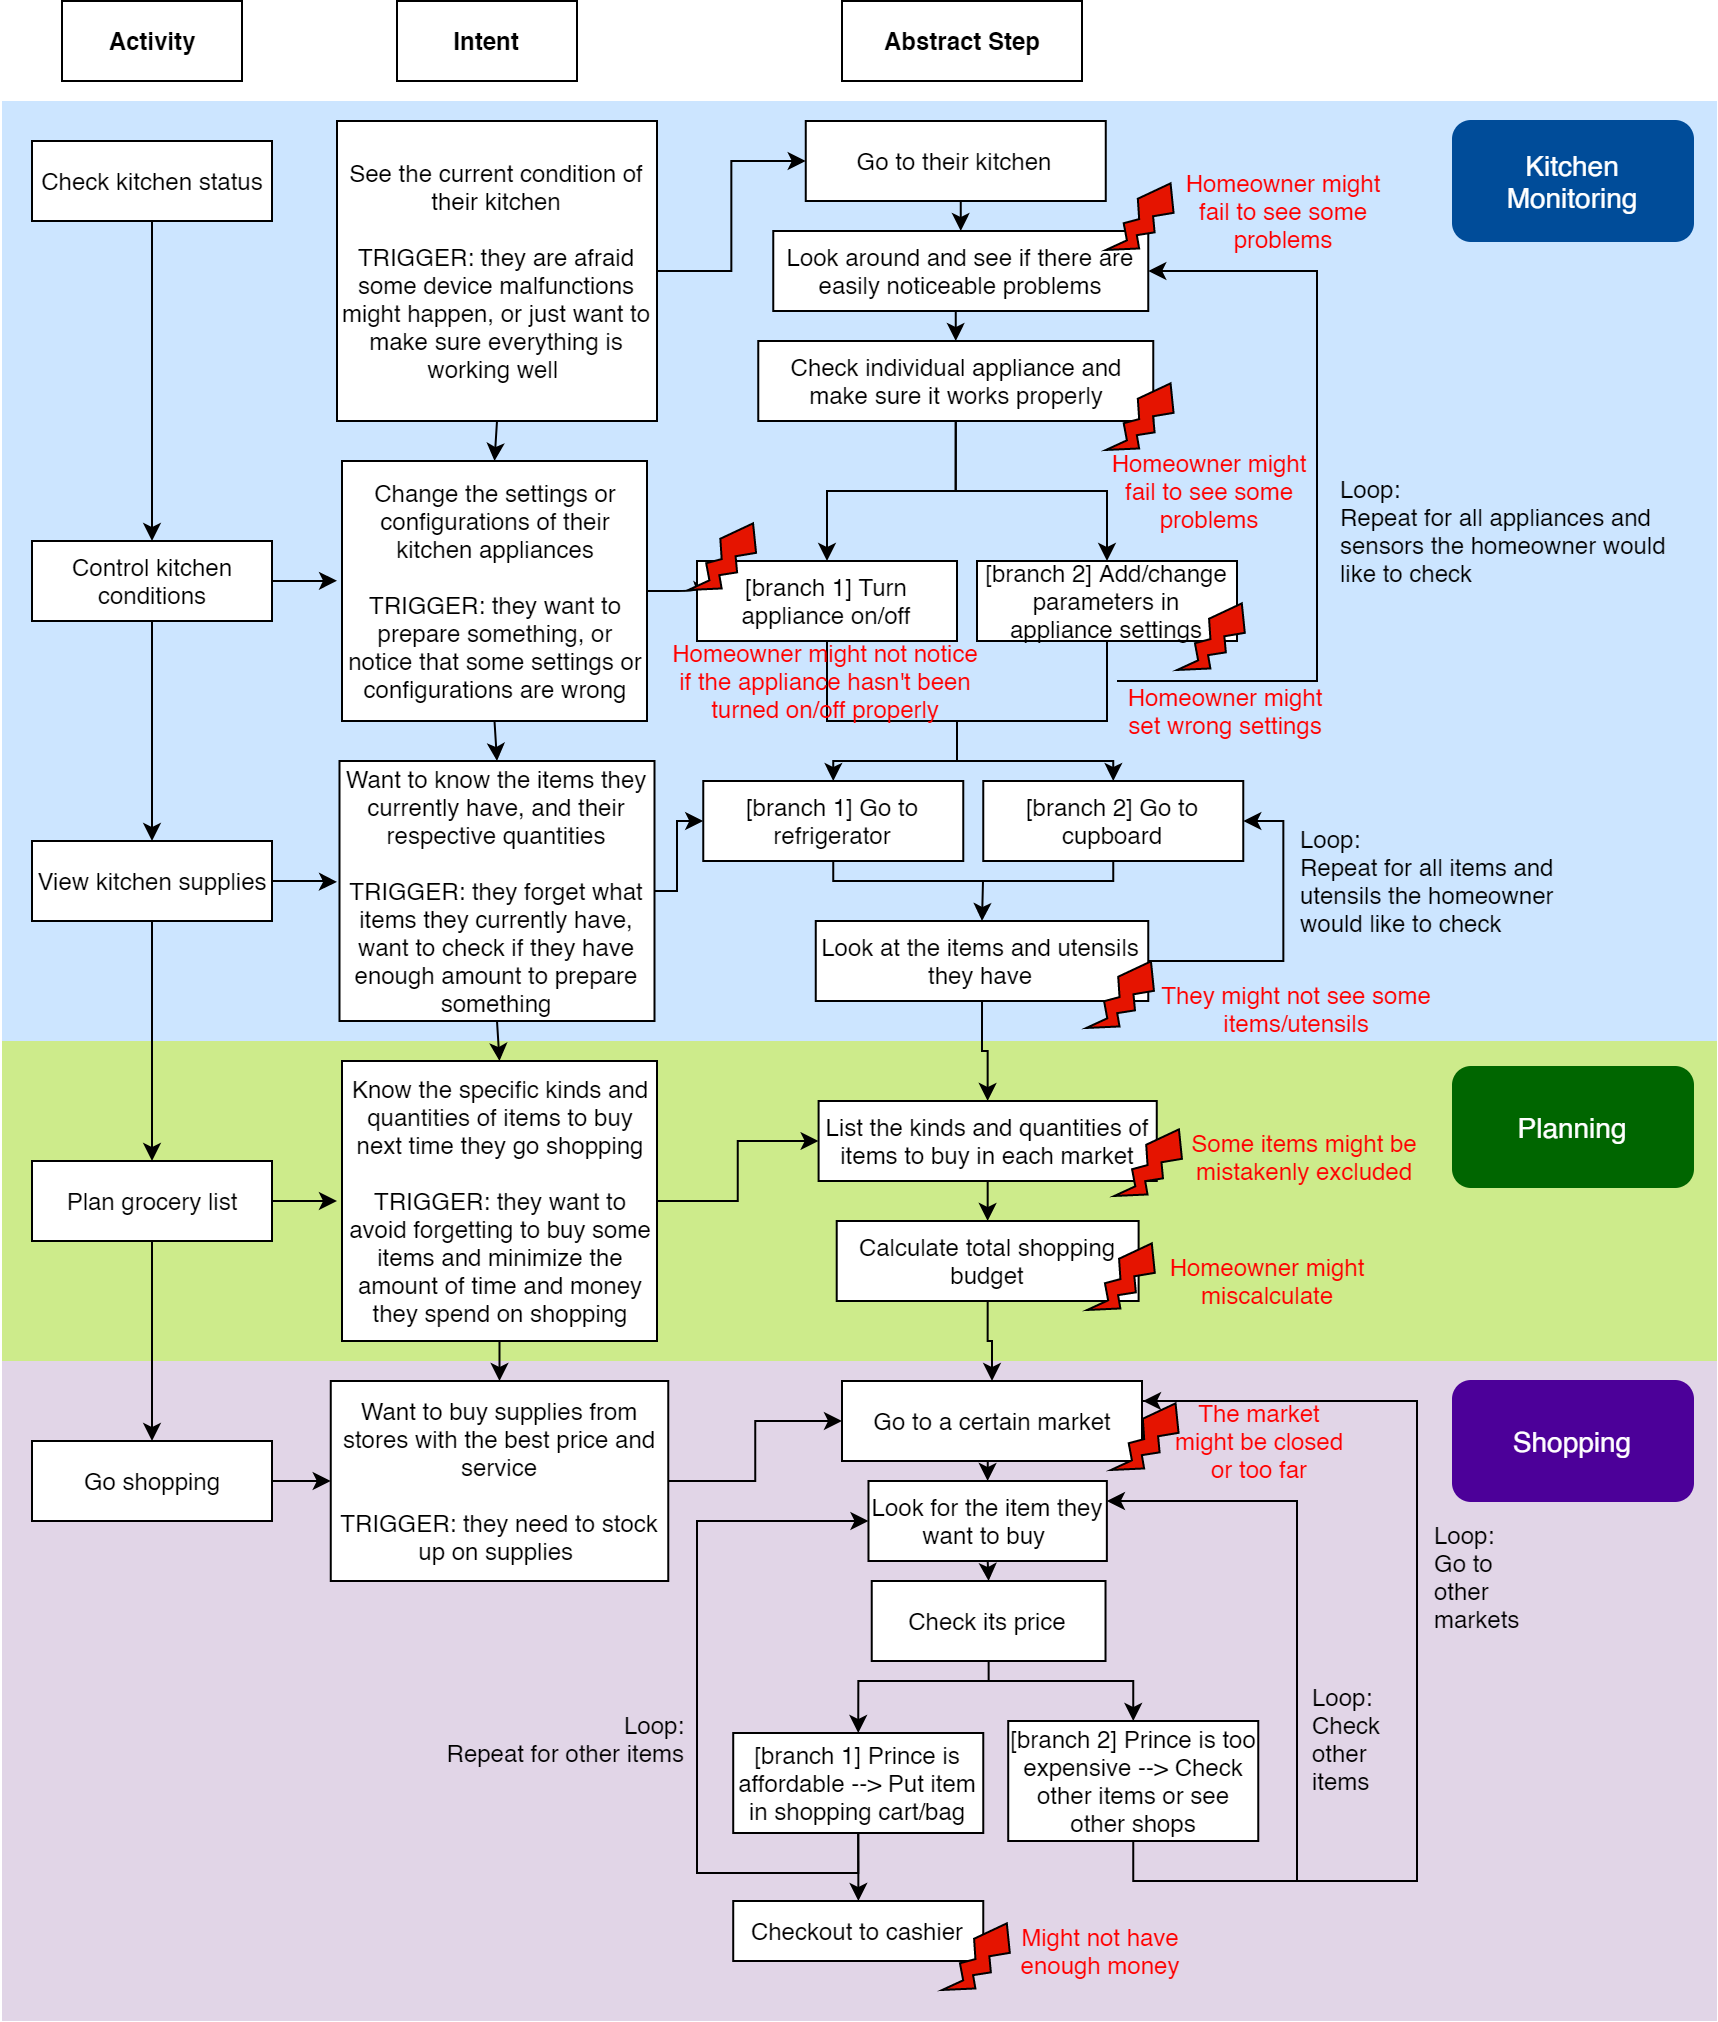 Activity
Intent
Abstract Step
Kitchen
Monitoring
Check kitchen status
See the current condition of
their kitchen
TRIGGER: they are afraid
some device malfunctions
might happen, or just want to
make sure everything is
working well
Go to their kitchen
Homeowner might
fail to see some
problems
Look around and see if there are
easily noticeable problems
Check individual appliance and
make sure it works properly
Homeowner might
fail to see some
problems
Loop:
Repeat for all appliances and
sensors the homeowner would
like to check
Control kitchen
conditions
Change the settings or
configurations of their
kitchen appliances
TRIGGER: they want to
prepare something, or
notice that some settings or
configurations are wrong
[branch 1] Turn
appliance on/off
[branch 2] Add/change
parameters in
appliance settings
Homeowner might not notice
if the appliance hasn't been
turned on/off properly
Homeowner might
set wrong settings
View kitchen supplies
Want to know the items they
currently have, and their
respective quantities
TRIGGER: they forget what
items they currently have,
want to check if they have
enough amount to prepare
something
[branch 1] Go to
refrigerator
[branch 2] Go to
cupboard
Loop:
Repeat for all items and
utensils the homeowner
would like to check
Look at the items and utensils
they have
They might not see some
items/utensils
Planning
Plan grocery list
Know the specific kinds and
quantities of items to buy
next time they go shopping
TRIGGER: they want to
avoid forgetting to buy some
items and minimize the
amount of time and money
they spend on shopping
List the kinds and quantities of
items to buy in each market
Some items might be
mistakenly excluded
Calculate total shopping
budget
Homeowner might
miscalculate
Shopping
Go shopping
Want to buy supplies from
stores with the best price and
service
TRIGGER: they need to stock
up on supplies
Go to a certain market
The market
might be closed
or too far
Look for the item they
want to buy
Check its price
Loop:
Go to
other
markets
Loop:
Repeat for other items
Loop:
Check
other
items
[branch 1] Prince is
affordable --> Put item
in shopping cart/bag
[branch 2] Prince is too
expensive --> Check
other items or see
other shops
Checkout to cashier
Might not have
enough money